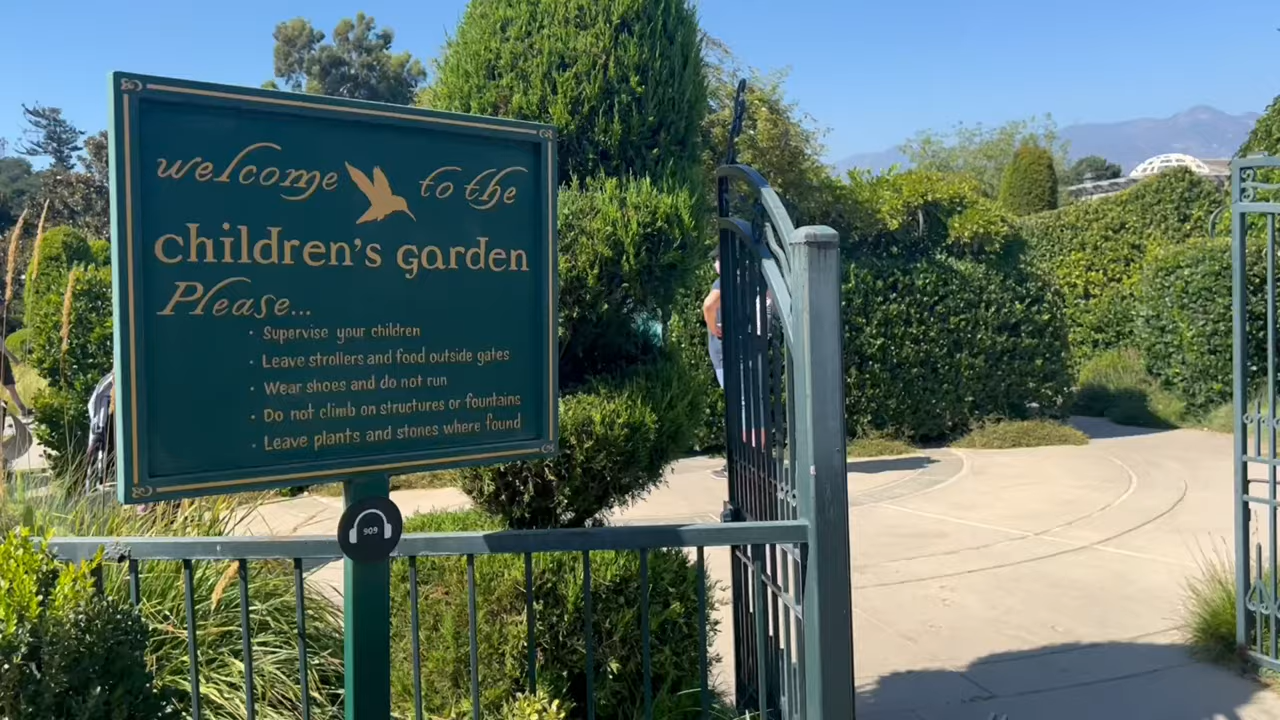 welcome to the
children's garden
Please...
• Supervise your children
• Leave strollers and food outside gates
• Wear shoes and do not run
• Do not climb on structures or fountains
• Leave plants and stones where found
909